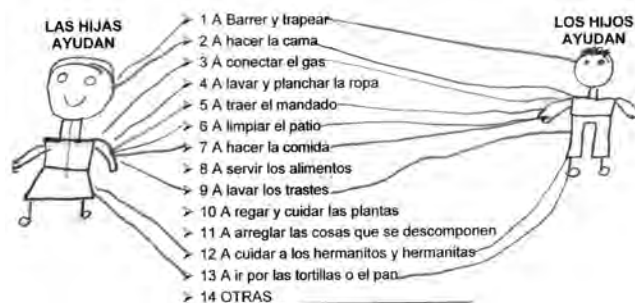 LAS HIJAS
AYUDAN
LOS HIJOS
AYUDAN
➢ 1 A Barrer y trapear
➢ 2 A hacer la cama
➢ 3 A conectar el gas
➢ 4 A lavar y planchar la ropa
➢ 5 A traer el mandado
➢ 6 A limpiar el patio
➢ 7 A hacer la comida
➢ 8 A servir los alimentos
➢ 9 A lavar los trastes
➢ 10 A regar y cuidar las plantas
➢ 11 A arreglar las cosas que se descomponen
➢ 12 A cuidar a los hermanitos y hermanitas
➢ 13 A ir por las tortillas o el pan
➢ 14 OTRAS